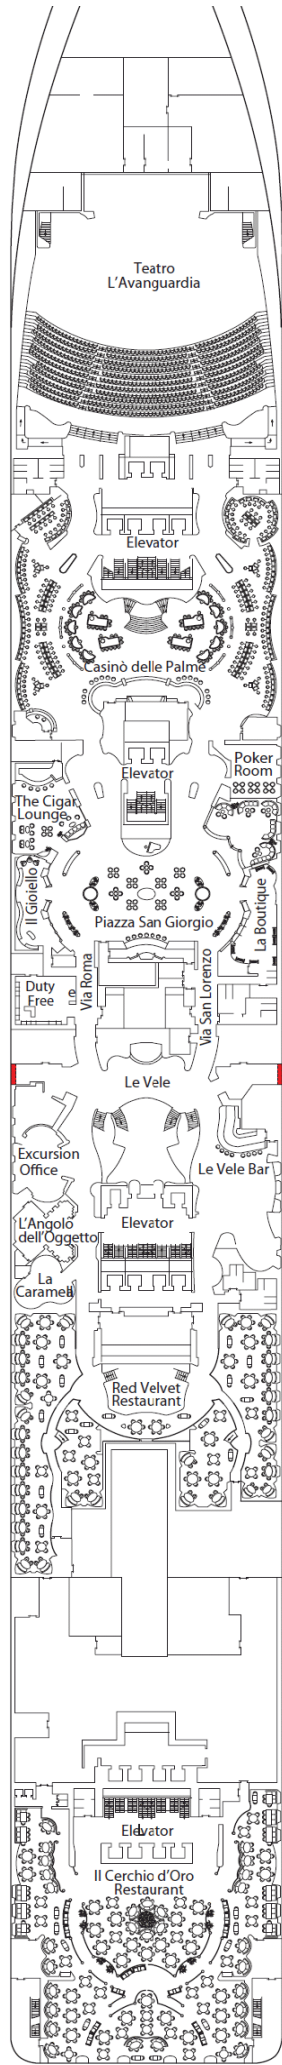 Teatro
L'Avanguardia
Elevator
Casinò delle Palme
Elevator
Poker
Room
The Cigar
Lounge
Il Gioiello
La Boutique
Piazza San Giorgio
Via Roma
Via San Lorenzo
Duty
Free
Le Vele
Excursion
Office
Le Vele Bar
L'Angolo
dell'Oggetto
Elevator
La
Caramella
Red Velvet
Restaurant
Elevator
Il Cerchio d'Oro
Restaurant